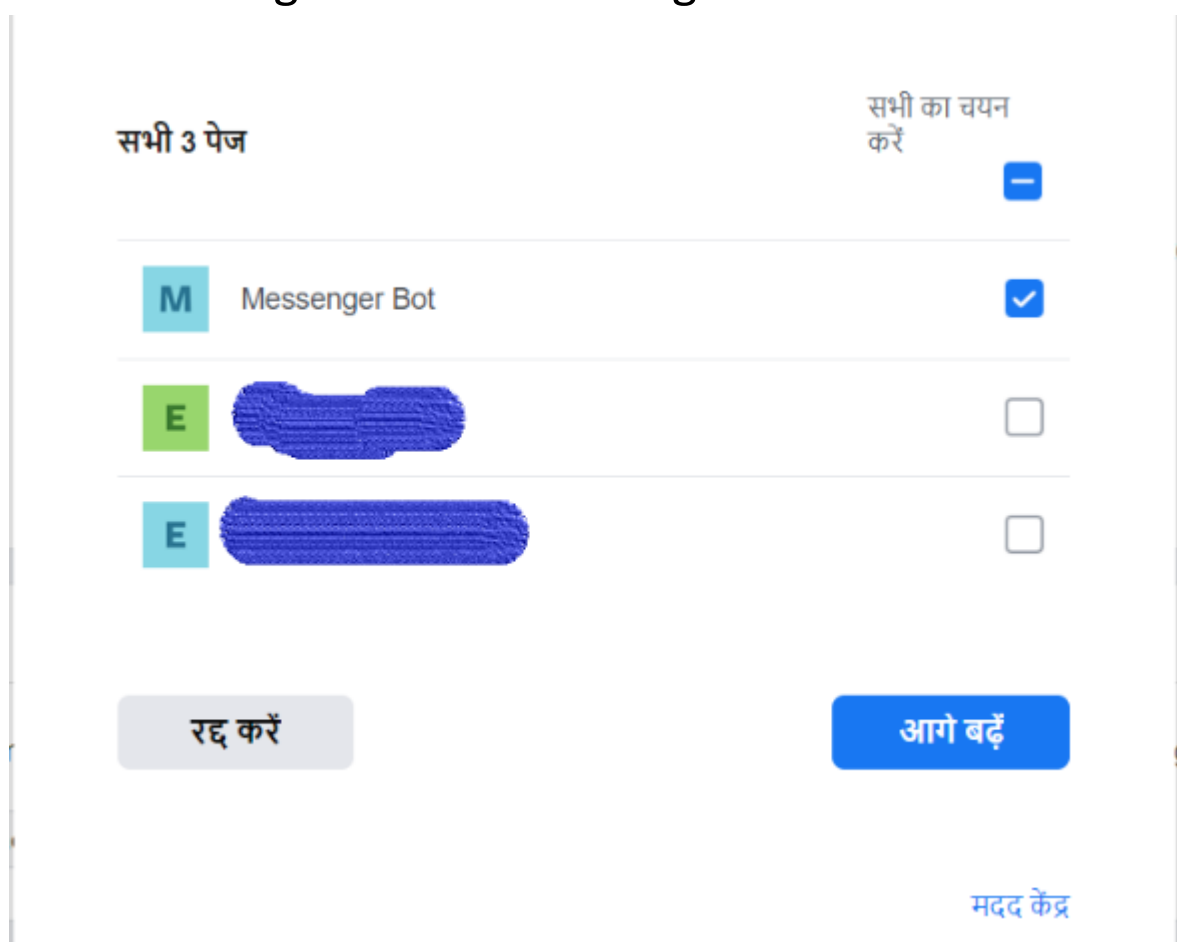 सभी का चयन
करें
सभी 3 पेज
M Messenger Bot
E
E
रद्द करें
आगे बढ़ें
मदद केंद्र